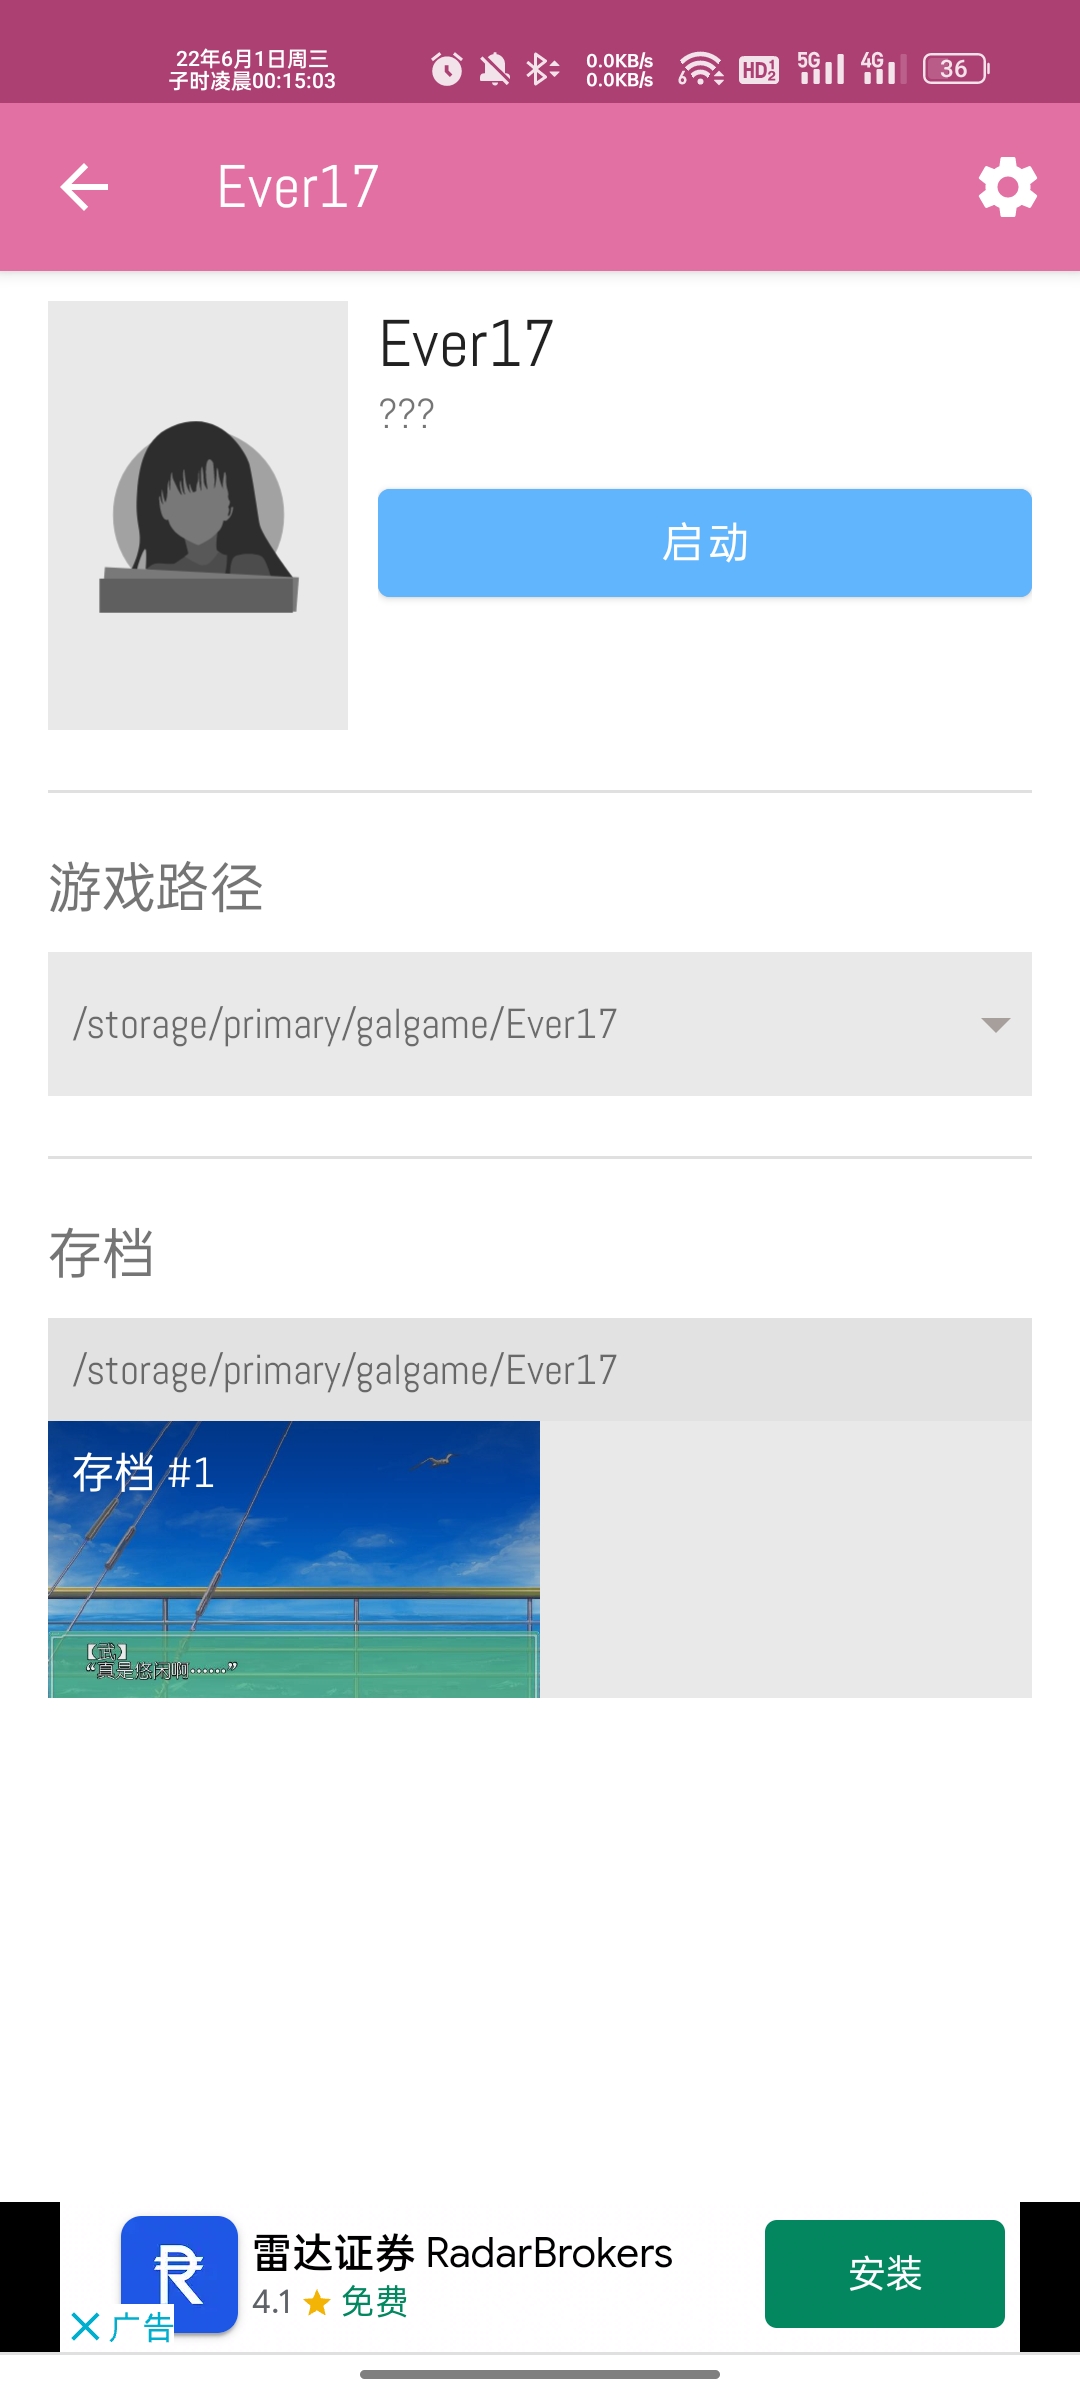 22年6月1日周三
子时凌晨00:15:03
0.0KB/s
0.0KB/s
6
HD 1 2
5G
4G
36
Ever17
Ever17
???
启动
游戏路径
/storage/primary/galgame/Ever17
存档
/storage/primary/galgame/Ever17
存档 #1
【武】
“真是悠闲啊……”
雷达证券 RadarBrokers
4.1 ★ 免费
安装
广告